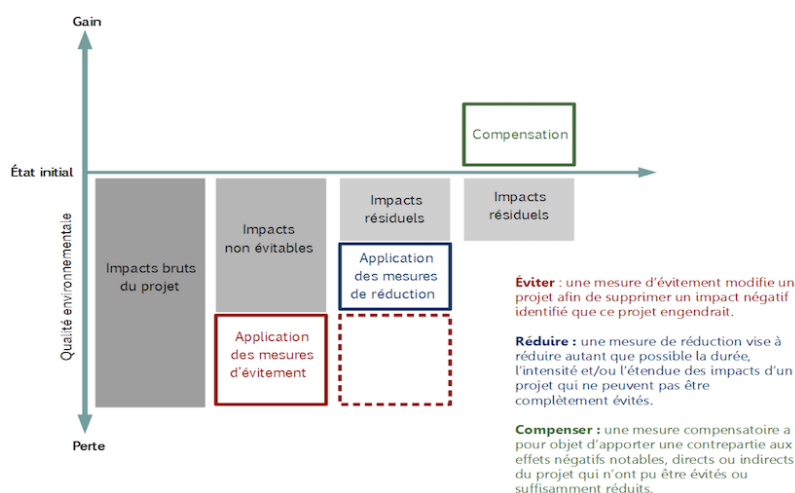 Gain
Compensation
État initial
Qualité environnementale
Impacts bruts
du projet
Impacts
non évitables
Application
des mesures
d'évitement
Impacts
résiduels
Application
des mesures
de réduction
Impacts
résiduels
Perte
Éviter : une mesure d'évitement modifie un
projet afin de supprimer un impact négatif
identifié que ce projet engendrait.
Réduire : une mesure de réduction vise à
réduire autant que possible la durée,
l'intensité et/ou l'étendue des impacts d'un
projet qui ne peuvent pas être
complètement évités.
Compenser : une mesure compensatoire a
pour objet d'apporter une contrepartie aux
effets négatifs notables, directs ou indirects
du projet qui n'ont pu être évités ou
suffisamment réduits.